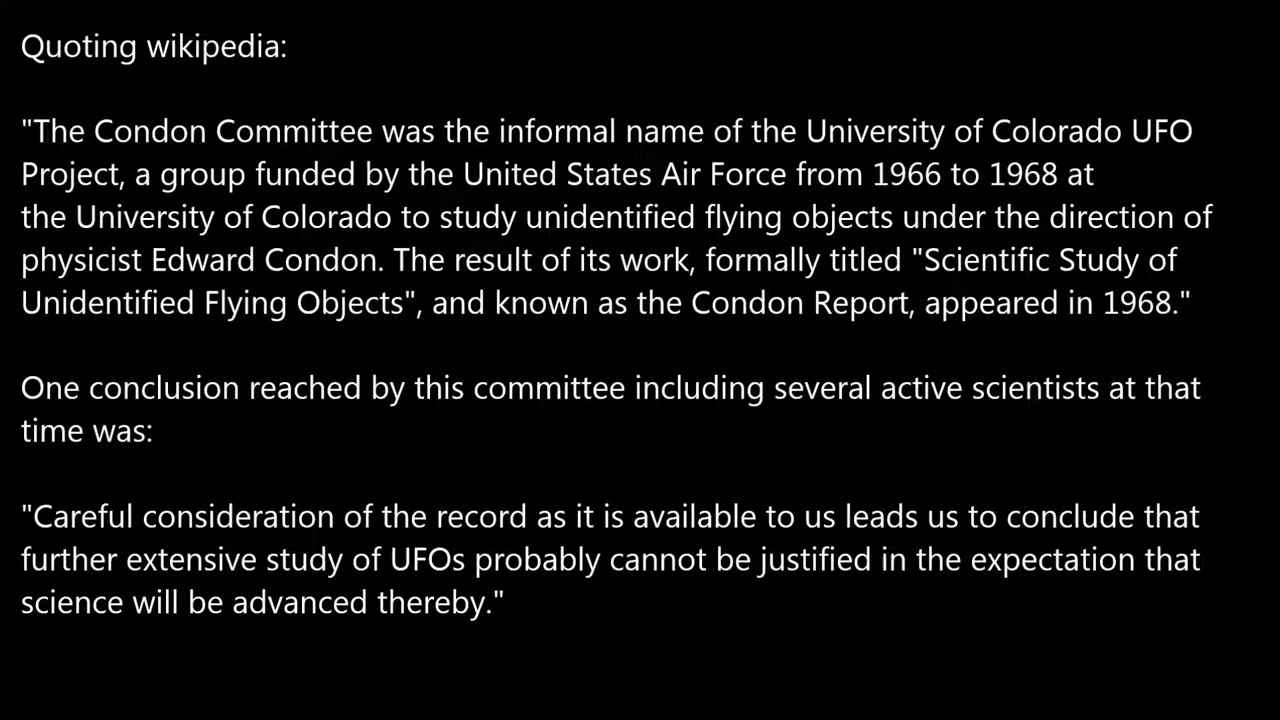 Quoting wikipedia:
"The Condon Committee was the informal name of the University of Colorado UFO
Project, a group funded by the United States Air Force from 1966 to 1968 at
the University of Colorado to study unidentified flying objects under the direction of
physicist Edward Condon. The result of its work, formally titled "Scientific Study of
Unidentified Flying Objects", and known as the Condon Report, appeared in 1968."
One conclusion reached by this committee including several active scientists at that
time was:
"Careful consideration of the record as it is available to us leads us to conclude that
further extensive study of UFOs probably cannot be justified in the expectation that
science will be advanced thereby."